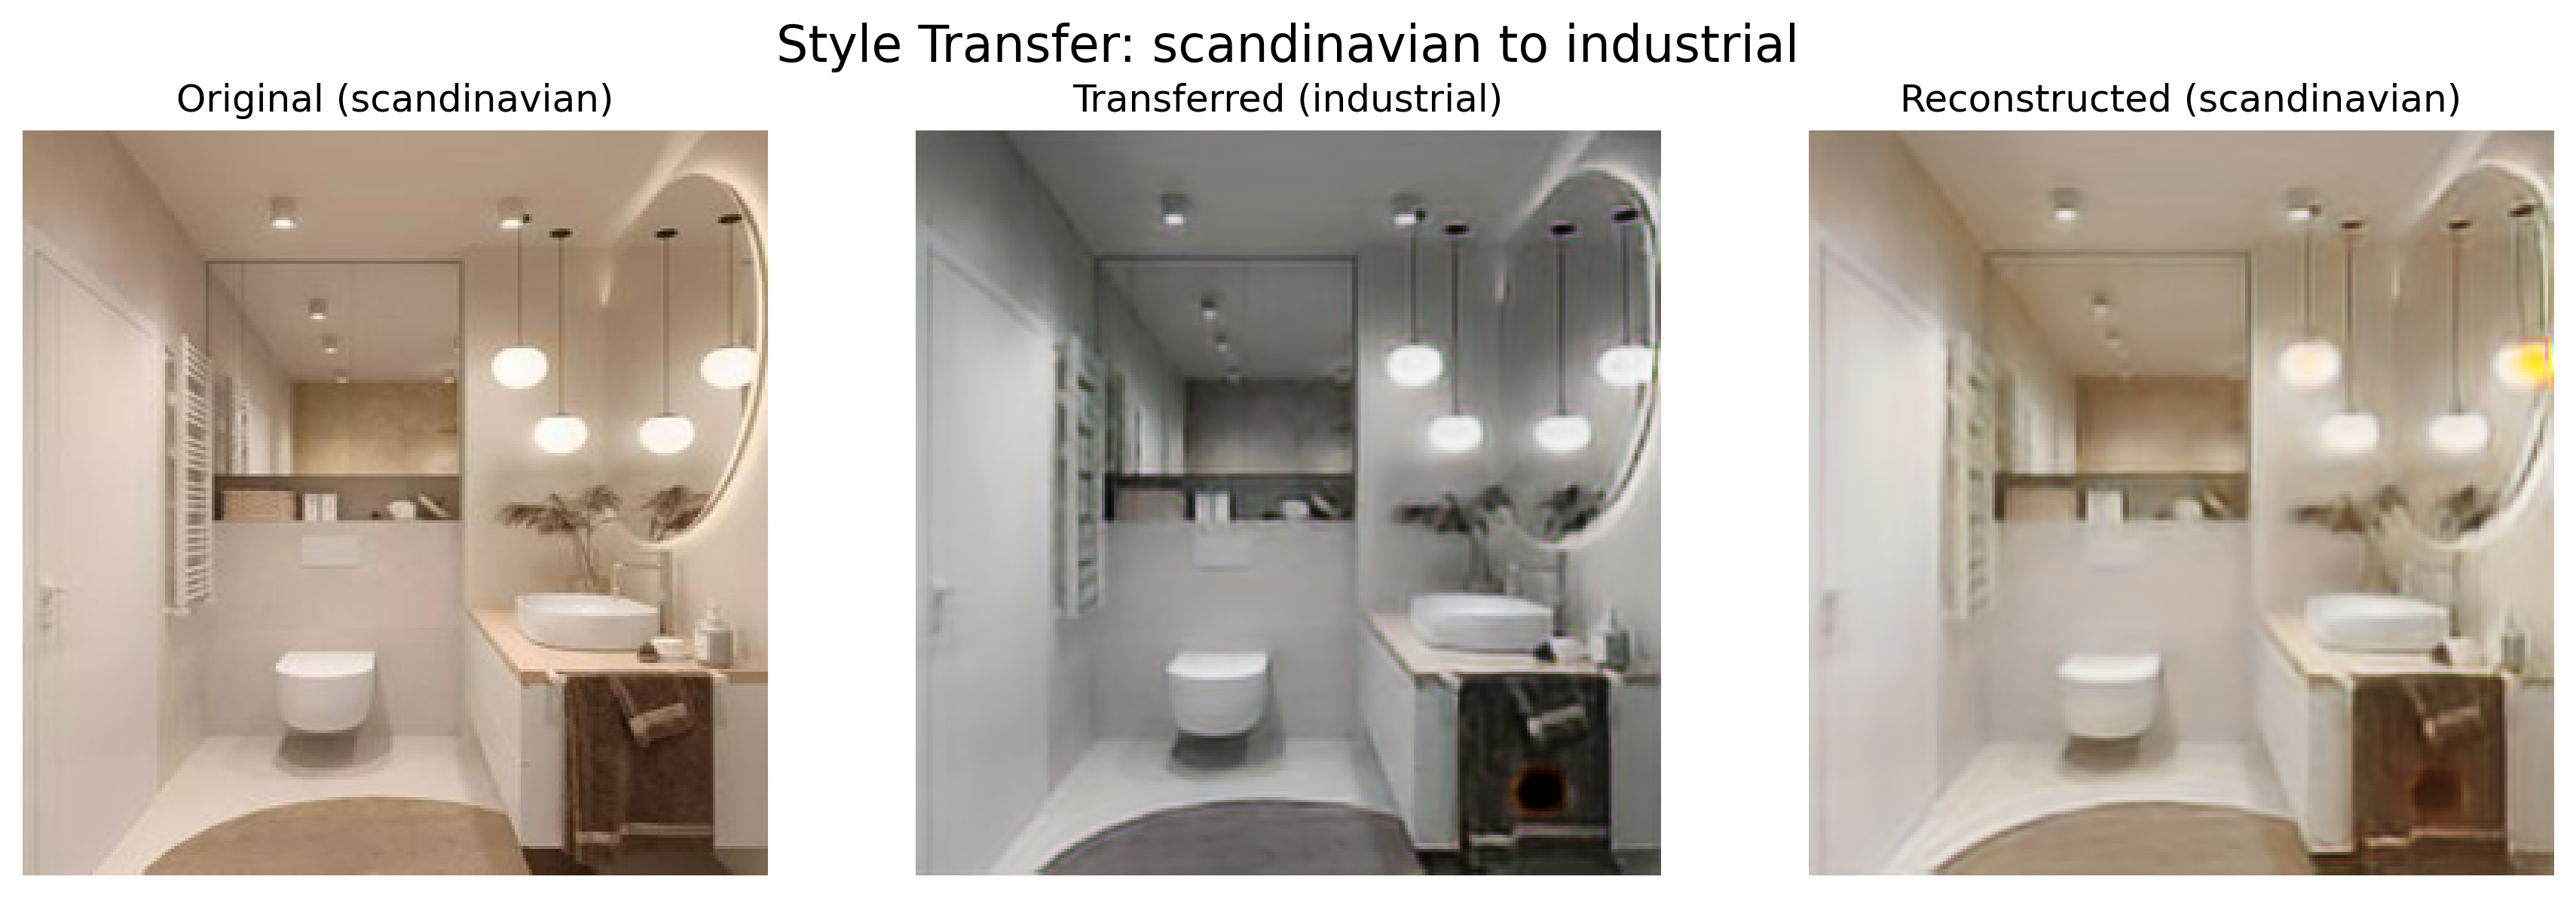 Style Transfer: scandinavian to industrial
Original (scandinavian)
Transferred (industrial)
Reconstructed (scandinavian)